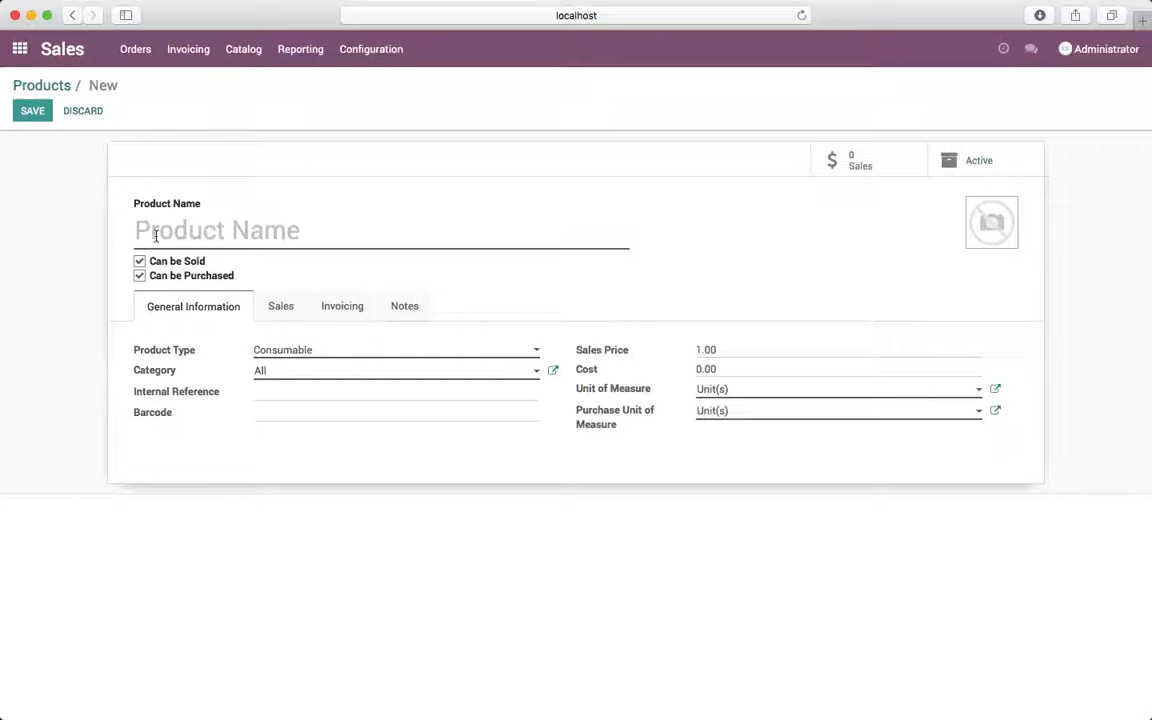 localhost
Sales Orders Invoicing Catalog Reporting Configuration Administrator
Products / New
SAVE DISCARD
0
Sales
Active
Product Name
Product Name
Can be Sold
Can be Purchased
General Information Sales Invoicing Notes
Product Type Consumable Sales Price 1.00
Category All Cost 0.00
Internal Reference Unit of Measure Unit(s)
Barcode Purchase Unit of Measure Unit(s)